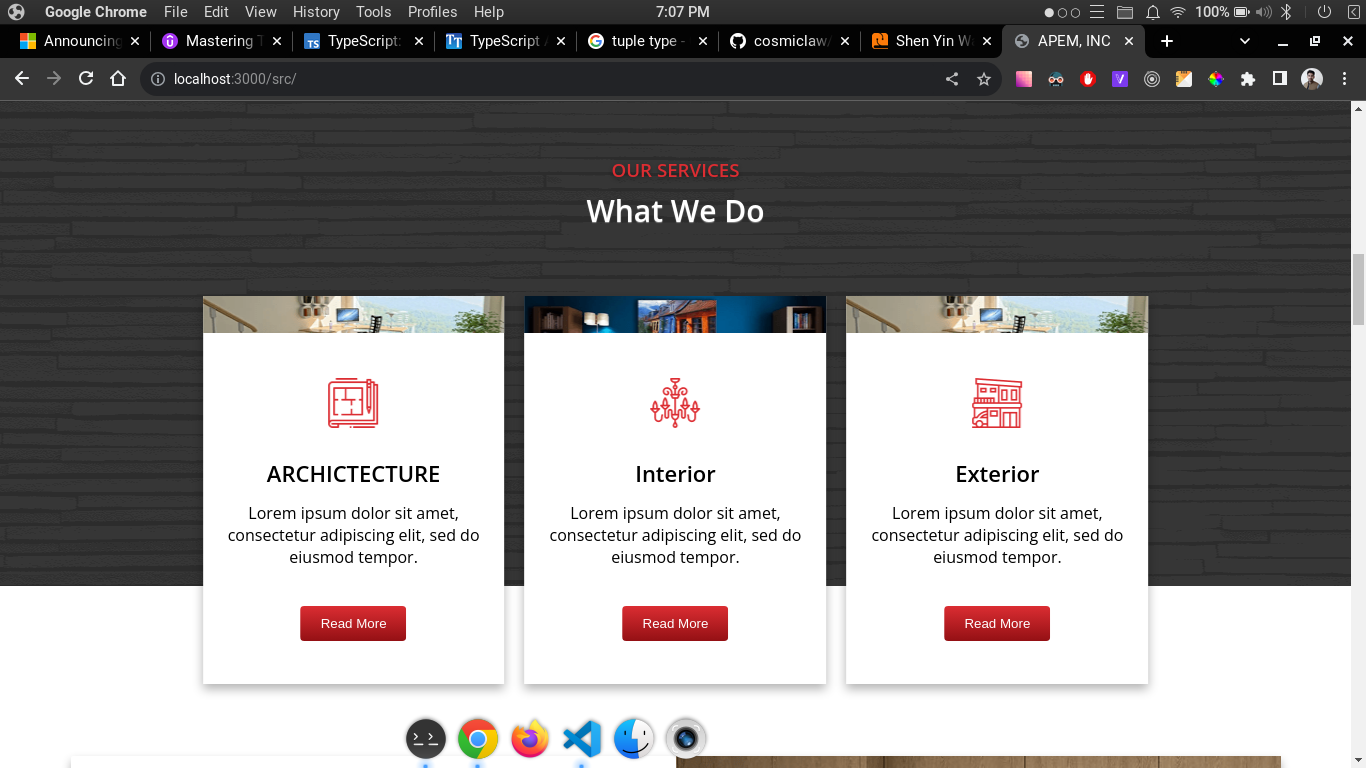 Google Chrome File Edit View History Tools Profiles Help 7:07 PM 100%
Announcing Mastering T TypeScript: TypeScript A tuple type - cosmiclaw/ Shen Yin W APEM, INC
localhost:3000/src/
OUR SERVICES
What We Do
ARCHICTECTURE Interior Exterior
Lorem ipsum dolor sit amet, Lorem ipsum dolor sit amet, Lorem ipsum dolor sit amet,
consectetur adipiscing elit, sed do consectetur adipiscing elit, sed do consectetur adipiscing elit, sed do
eiusmod tempor. eiusmod tempor. eiusmod tempor.
Read More Read More Read More